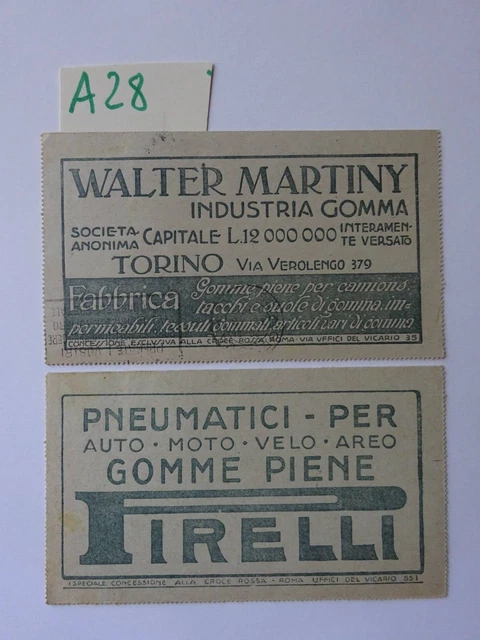 A28
WALTER MARTINY
INDUSTRIA GOMMA
SOCIETA- ANONIMA CAPITALE L.12 000 000 INTERAMEN- TE VERSATO
TORINO VIA VEROLENGO 379
Fabbrica Gomme piene per camions,
tacchi e suole di gomma, im-
permeabili, tessuti gommati, articoli vari di gomma
CONCESSIONE ESCLUSIVA ALLA CROCE ROSSA - ROMA - VIA UFFICI DEL VICARIO 35
PNEUMATICI - PER
AUTO · MOTO · VELO · AREO
GOMME PIENE
PIRELLI
SPECIALE CONCESSIONE ALLA CROCE ROSSA - ROMA UFFICI DEL VICARIO 35